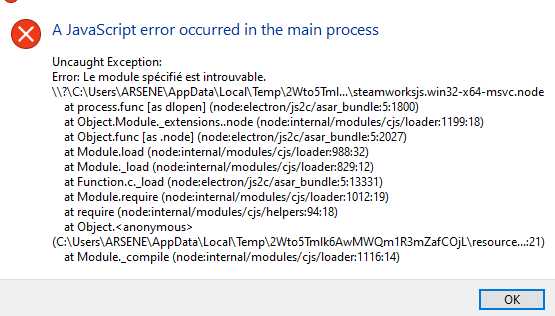 A JavaScript error occurred in the main process
Uncaught Exception:
Error: Le module spécifié est introuvable.
\\?\C:\Users\ARSENE\AppData\Local\Temp\2Wto5TmI...\steamworksjs.win32-x64-msvc.node
at process.func [as dlopen] (node:electron/js2c/asar_bundle:5:1800)
at Object.Module._extensions..node (node:internal/modules/cjs/loader:1199:18)
at Object.func [as .node] (node:electron/js2c/asar_bundle:5:2027)
at Module.load (node:internal/modules/cjs/loader:988:32)
at Module._load (node:internal/modules/cjs/loader:829:12)
at Function.c._load (node:electron/js2c/asar_bundle:5:13331)
at Module.require (node:internal/modules/cjs/loader:1012:19)
at require (node:internal/modules/cjs/helpers:94:18)
at Object.<anonymous>
(C:\Users\ARSENE\AppData\Local\Temp\2Wto5TmIk6AwMWQm1R3mZafCOjL\resource...:21)
at Module._compile (node:internal/modules/cjs/loader:1116:14)
OK